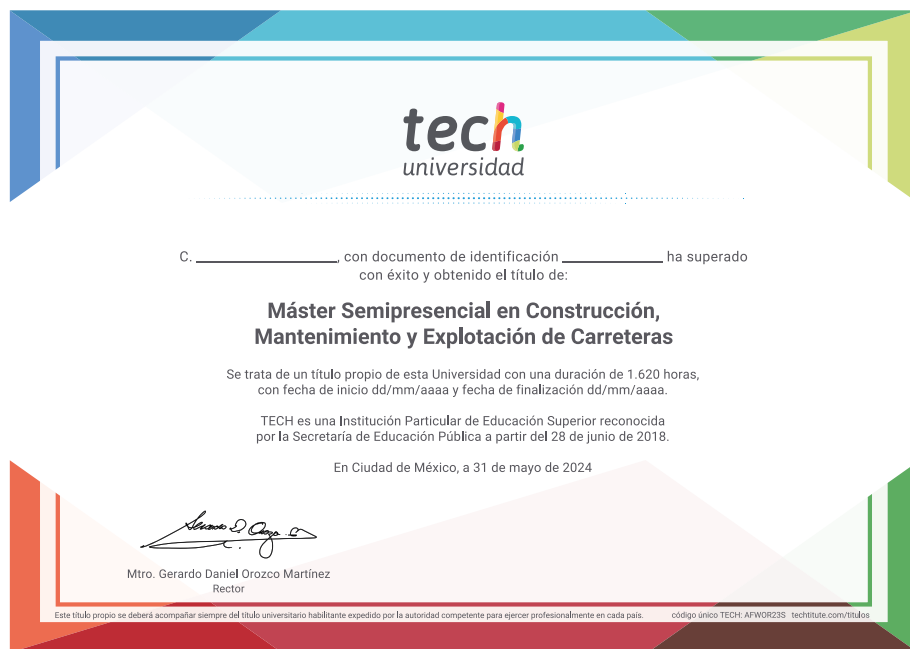 tech
universidad
C. ____________________, con documento de identificación ______________ ha superado
con éxito y obtenido el título de:
Máster Semipresencial en Construcción,
Mantenimiento y Explotación de Carreteras
Se trata de un título propio de esta Universidad con una duración de 1.620 horas,
con fecha de inicio dd/mm/aaaa y fecha de finalización dd/mm/aaaa.
TECH es una Institución Particular de Educación Superior reconocida
por la Secretaría de Educación Pública a partir del 28 de junio de 2018.
En Ciudad de México, a 31 de mayo de 2024
Mtro. Gerardo Daniel Orozco Martínez
Rector
Este título propio se deberá acompañar siempre del título universitario habilitante expedido por la autoridad competente para ejercer profesionalmente en cada país. código único TECH: AFWOR23S techtitute.com/titulos